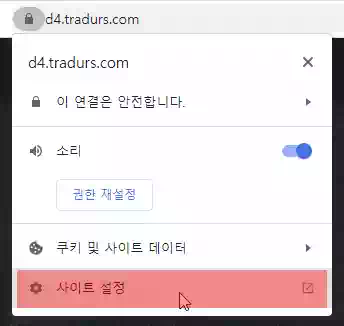 d4.tradurs.com
d4.tradurs.com
이 연결은 안전합니다.
소리
권한 재설정
쿠키 및 사이트 데이터
사이트 설정